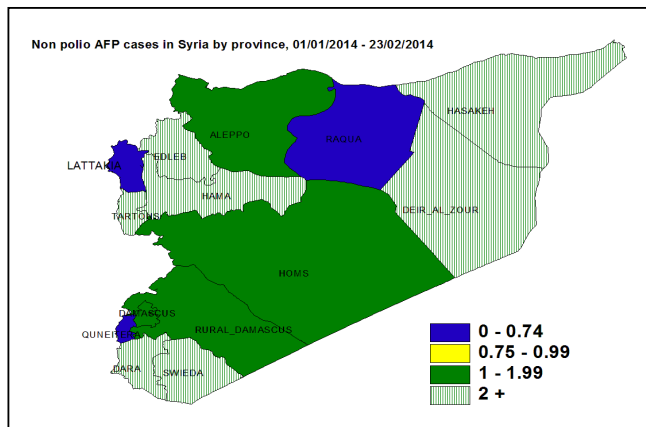 Non polio AFP cases in Syria by province, 01/01/2014 - 23/02/2014
HASAKEH
ALEPPO
RAQUA
EDLEB
LATTAKIA
HAMA
DEIR_AL_ZOUR
TARTOUS
HOMS
DAMASCUS
RURAL_DAMASCUS
QUNEITERA
DARA
SWIEDA
0 - 0.74
0.75 - 0.99
1 - 1.99
2 +